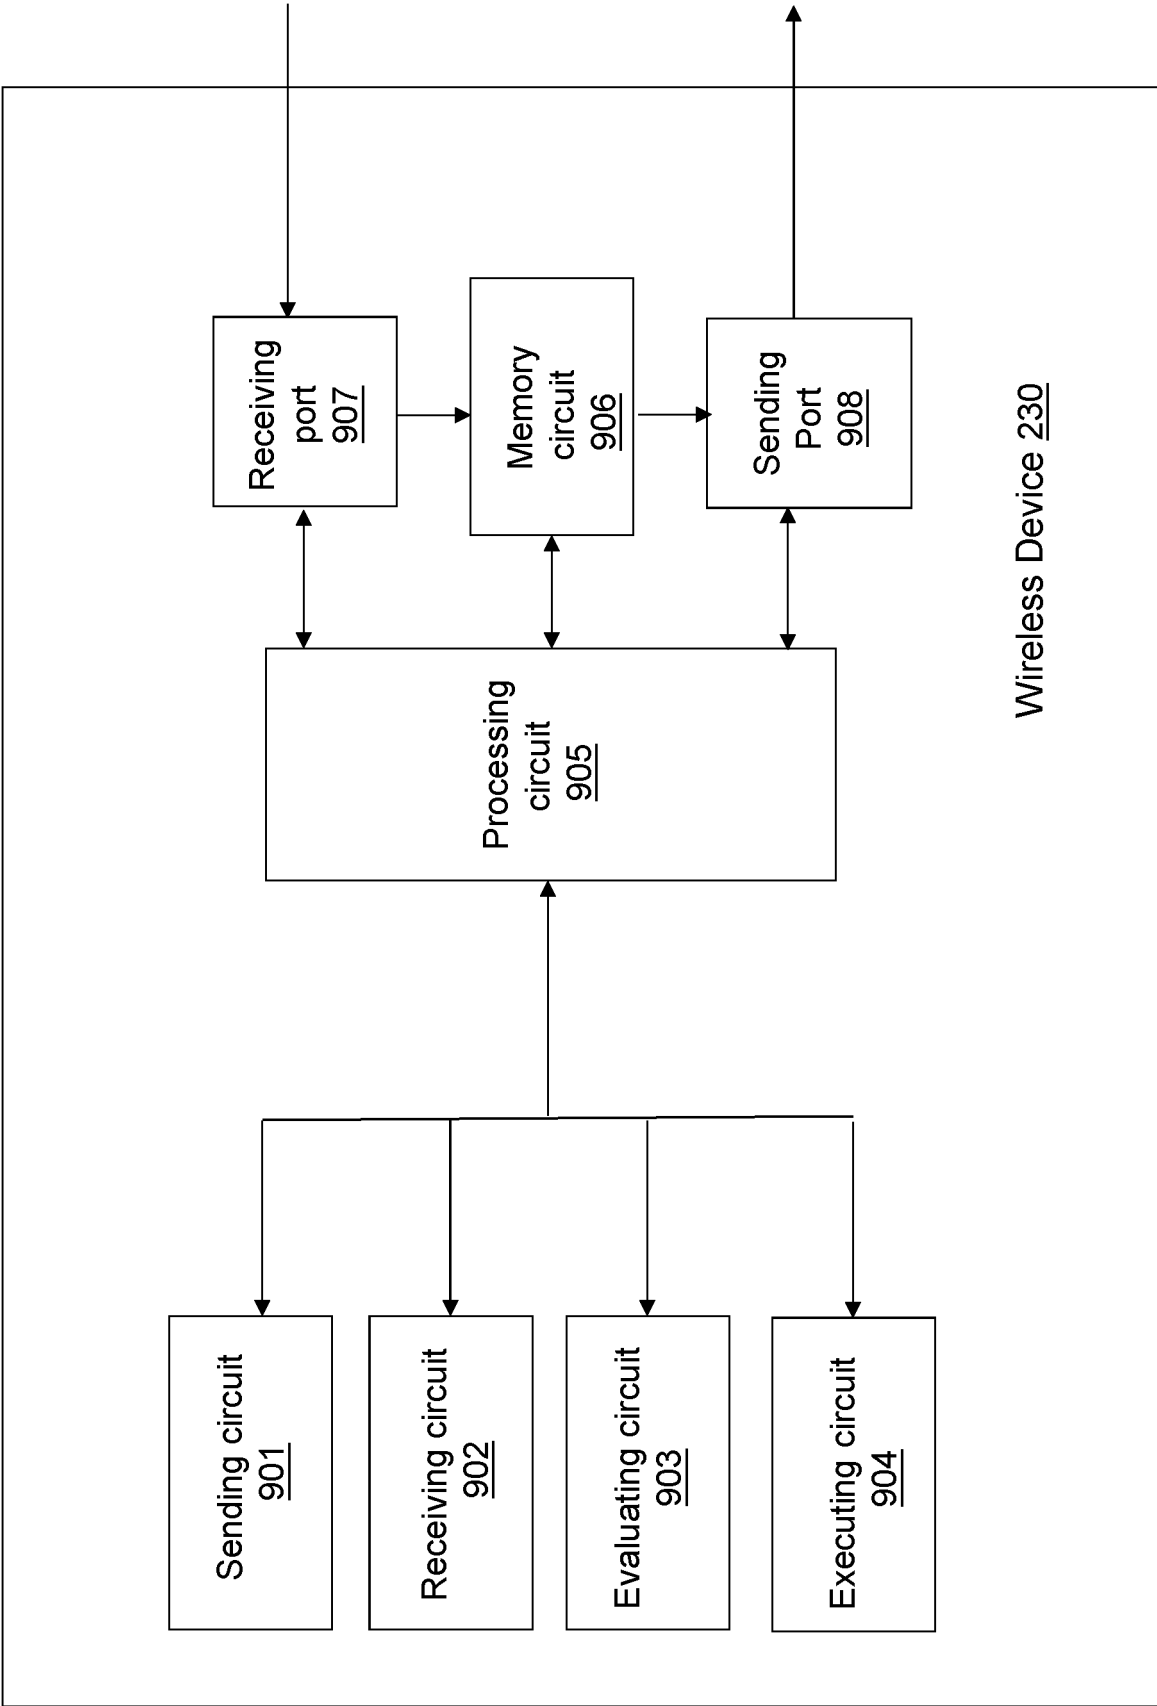 Sending circuit
901
Receiving circuit
902
Evaluating circuit
903
Executing circuit
904
Processing
circuit
905
Receiving
port
907
Memory
circuit
906
Sending
Port
908
Wireless Device 230